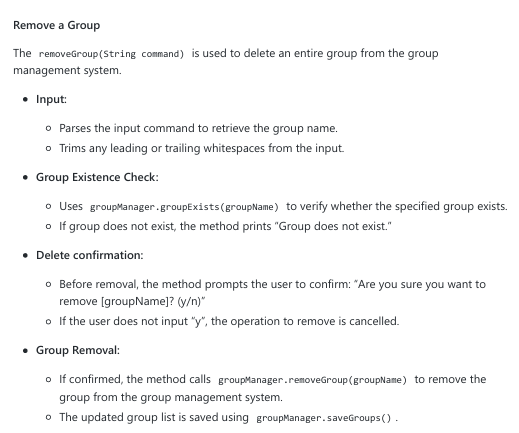 Remove a Group
The removeGroup(String command) is used to delete an entire group from the group
management system.
• Input:
◦ Parses the input command to retrieve the group name.
◦ Trims any leading or trailing whitespaces from the input.
• Group Existence Check:
◦ Uses groupManager.groupExists(groupName) to verify whether the specified group exists.
◦ If group does not exist, the method prints “Group does not exist.”
• Delete confirmation:
◦ Before removal, the method prompts the user to confirm: “Are you sure you want to
remove [groupName]? (y/n)”
◦ If the user does not input “y”, the operation to remove is cancelled.
• Group Removal:
◦ If confirmed, the method calls groupManager.removeGroup(groupName) to remove the
group from the group management system.
◦ The updated group list is saved using groupManager.saveGroups() .